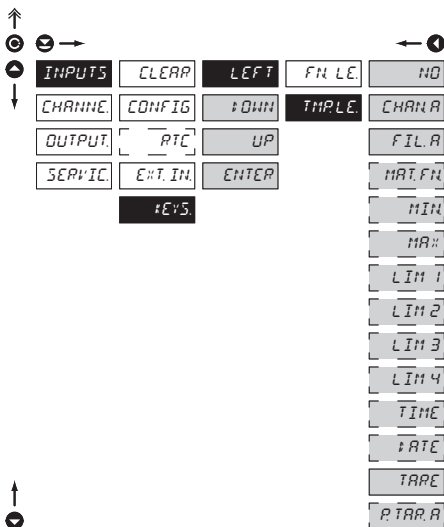 INPUTS CLEAR LEFT FN. LE. NO
CHANNE. CONFIG DOWN TMP.LE. CHAN.A
OUTPUT. RTC UP FIL.A
SERVIC. EXT. IN. ENTER MAT.FN.
KEYS. MIN
MAX
LIM 1
LIM 2
LIM 3
LIM 4
TIME
DATE
TARE
P.TAR.A